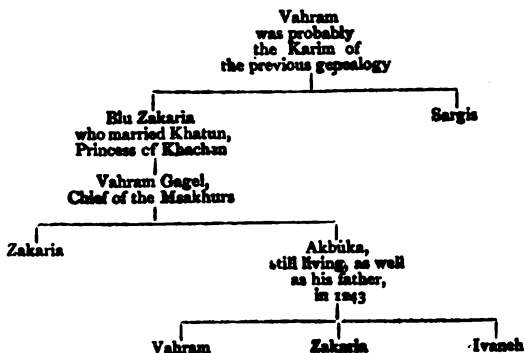 Vahram
was probably
the Karim of
the previous genealogy
Blu Zakaria
who married Khatun,
Princess of Khachan
Sargis
Vahram Gagel,
Chief of the Msakhurs
Zakaria
Akbuka,
still living, as well
as his father,
in 1243
Vahram
Zakaria
Ivaneh